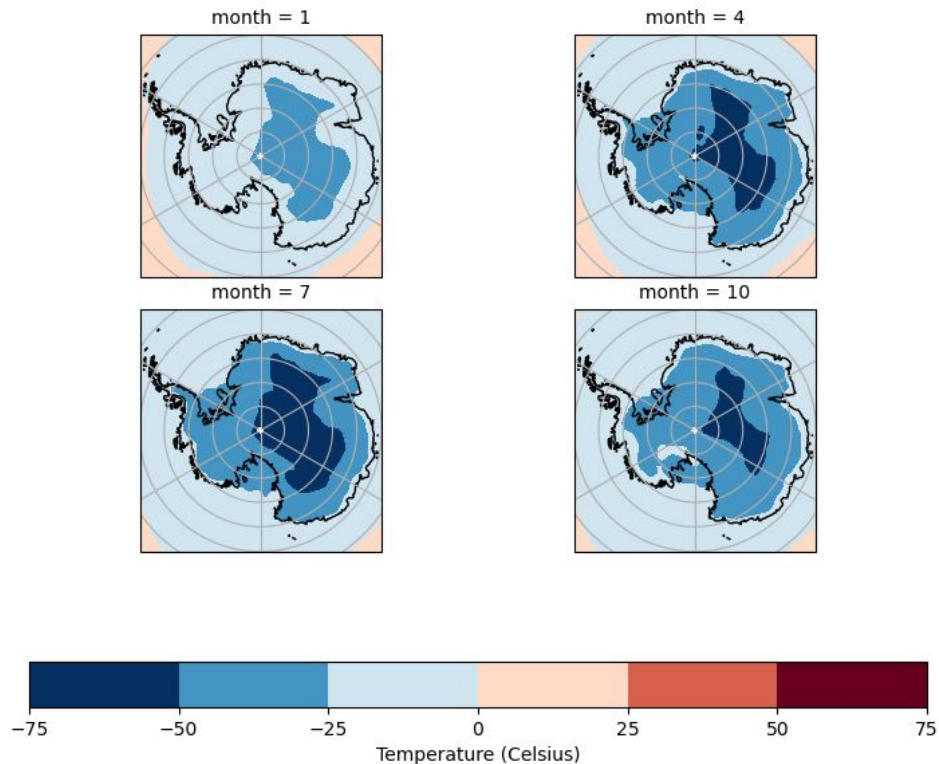 month = 1
month = 4
month = 7
month = 10
−75 −50 −25 0 25 50 75
Temperature (Celsius)